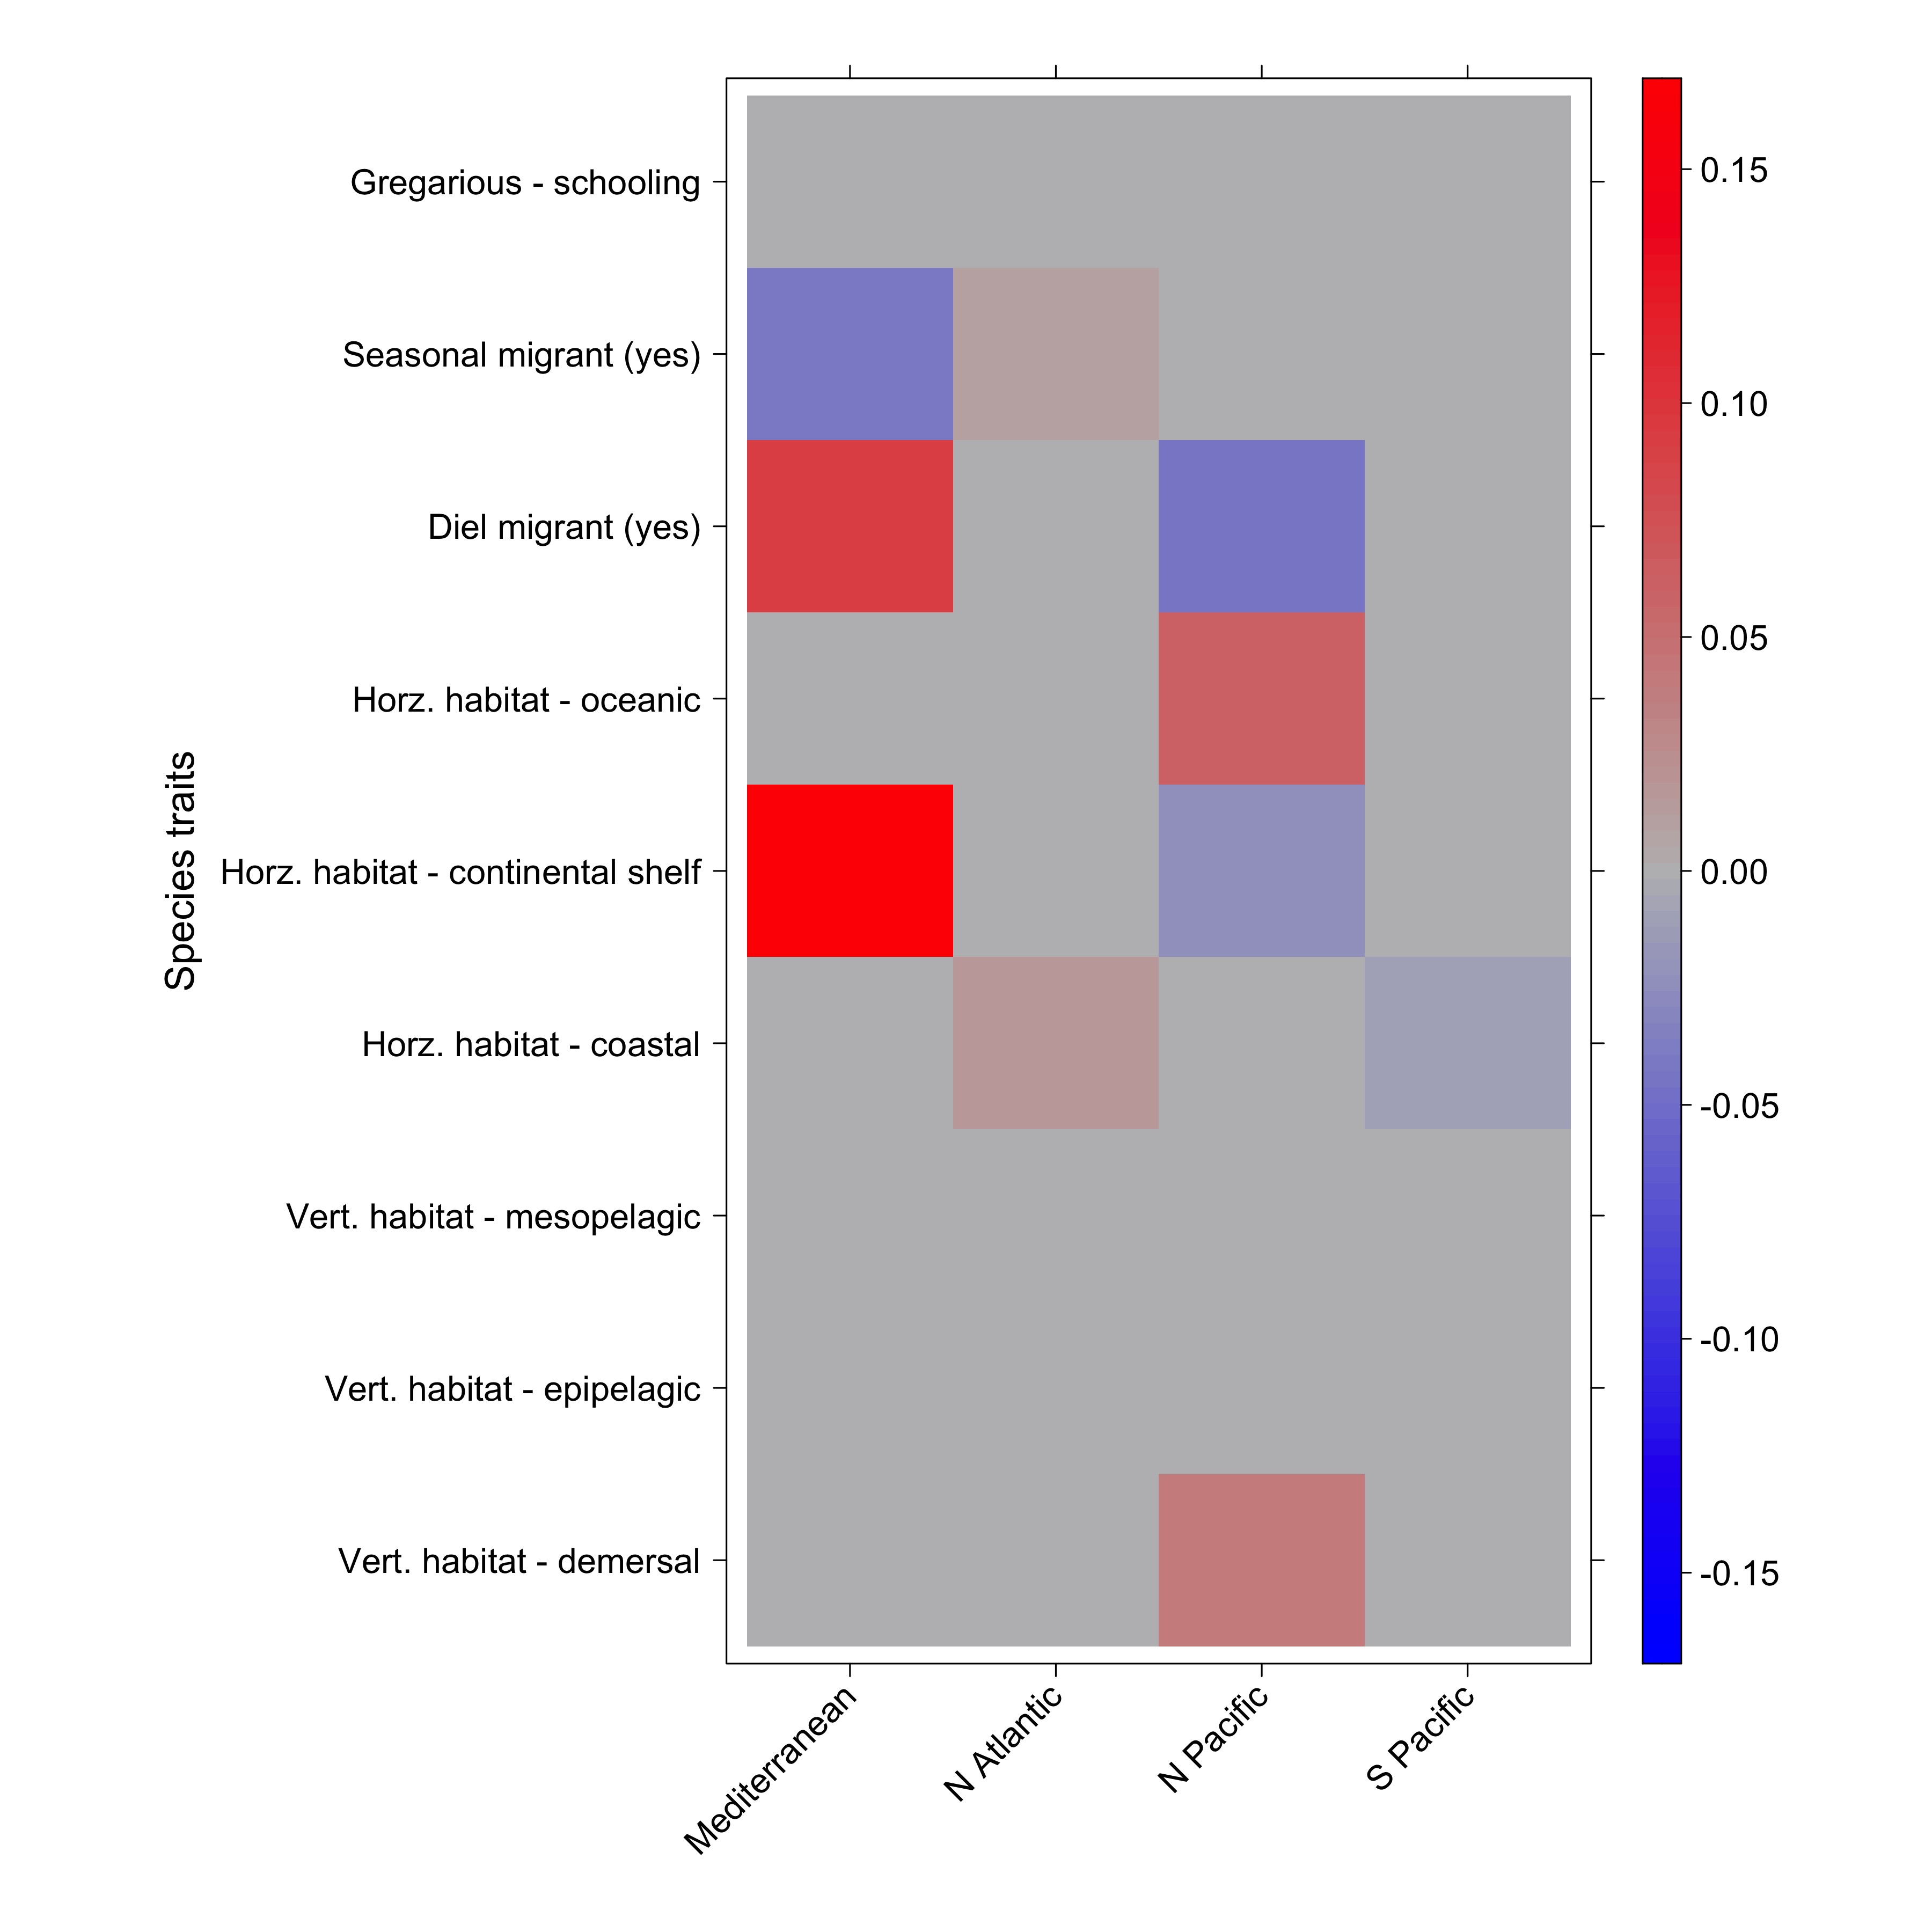 Species traits
Gregarious - schooling
Seasonal migrant (yes)
Diel migrant (yes)
Horz. habitat - oceanic
Horz. habitat - continental shelf
Horz. habitat - coastal
Vert. habitat - mesopelagic
Vert. habitat - epipelagic
Vert. habitat - demersal
Mediterranean
N Atlantic
N Pacific
S Pacific
0.15
0.10
0.05
0.00
-0.05
-0.10
-0.15